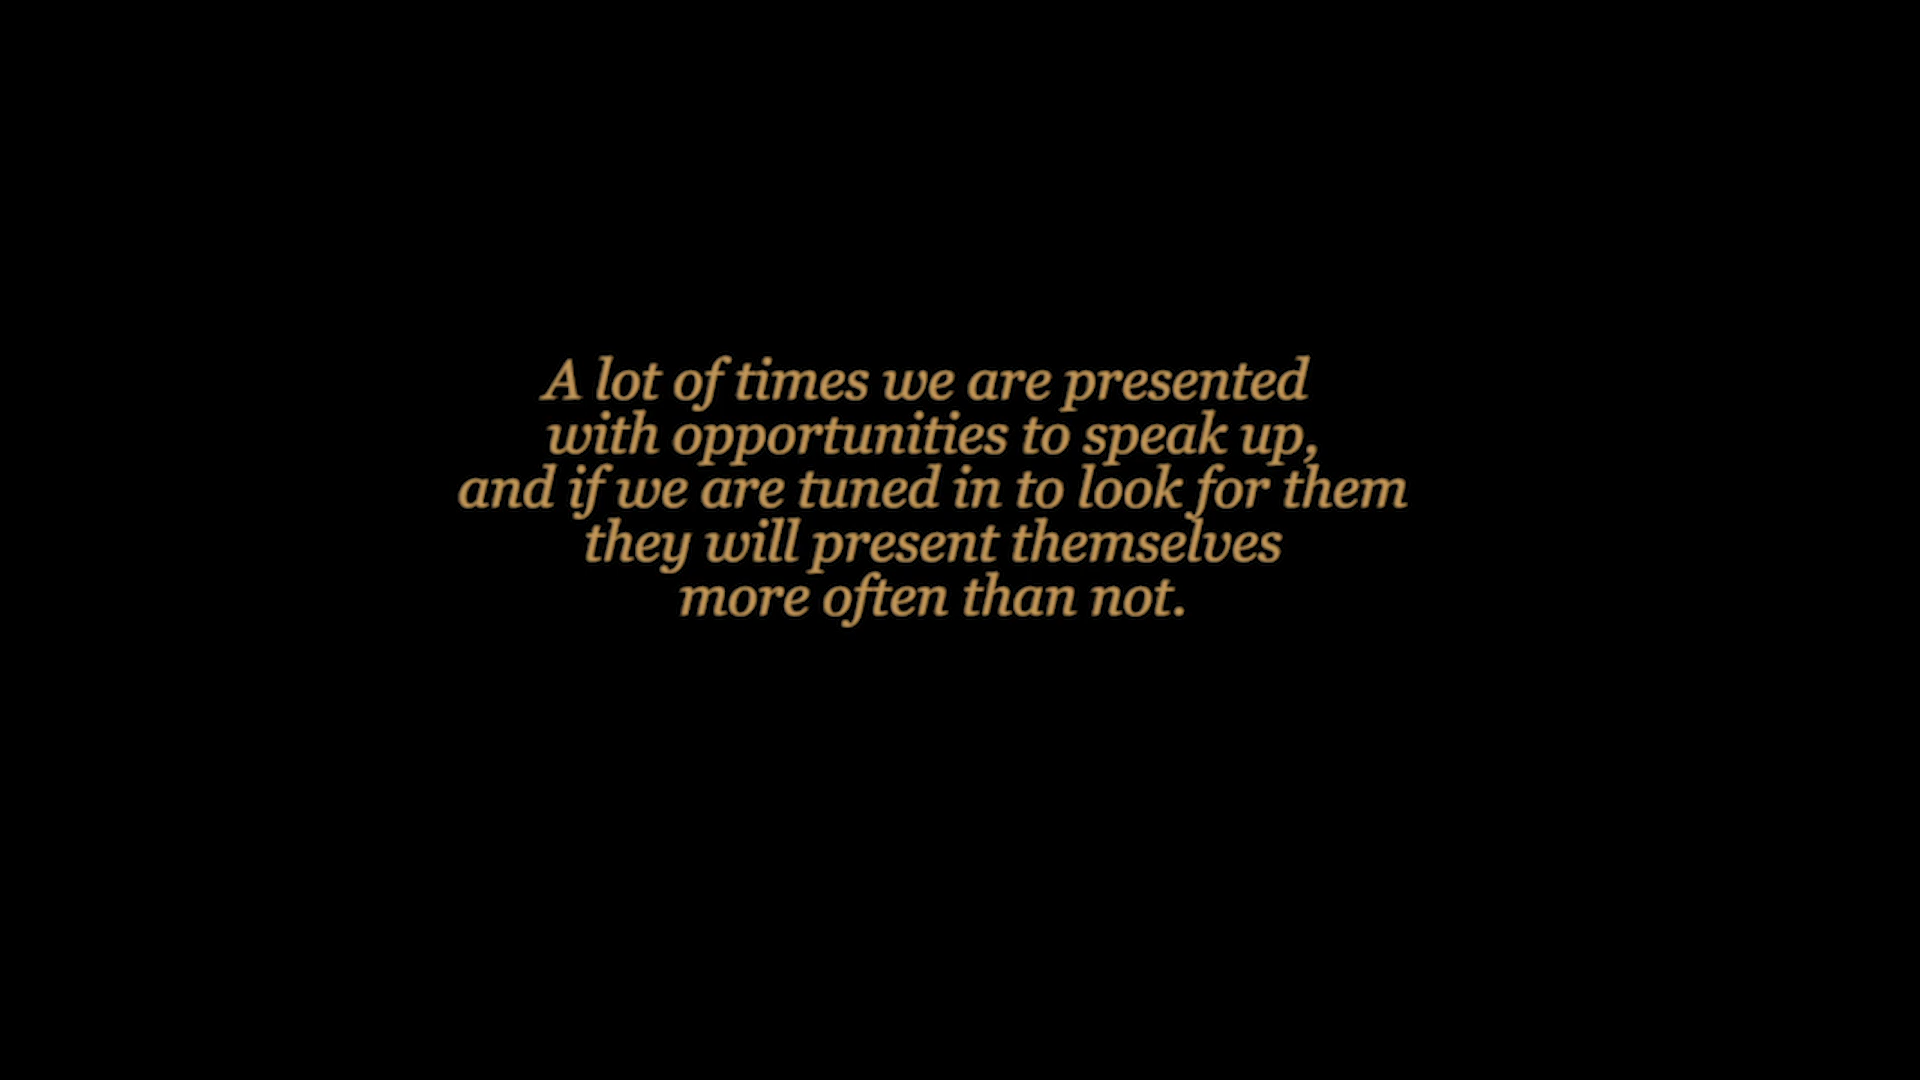 A lot of times we are presented
with opportunities to speak up,
and if we are tuned in to look for them
they will present themselves
more often than not.